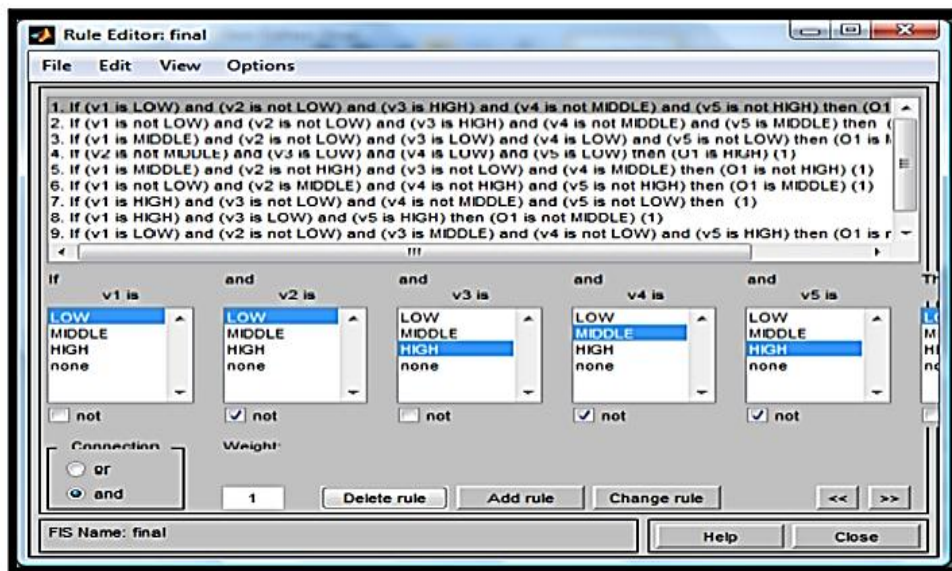 Rule Editor: final
File Edit View Options
1. If (v1 is LOW) and (v2 is not LOW) and (v3 is HIGH) and (v4 is not MIDDLE) and (v5 is not HIGH) then (O1
2. If (v1 is not LOW) and (v2 is not LOW) and (v3 is HIGH) and (v4 is not MIDDLE) and (v5 is MIDDLE) then (
3. If (v1 is MIDDLE) and (v2 is not LOW) and (v3 is LOW) and (v4 is LOW) and (v5 is not LOW) then (O1 is
4. If (v2 is not MIDDLE) and (v3 is LOW) and (v4 is LOW) and (v5 is LOW) then (O1 is HIGH) (1)
5. If (v1 is MIDDLE) and (v2 is not HIGH) and (v3 is not LOW) and (v4 is MIDDLE) then (O1 is not HIGH) (1)
6. If (v1 is not LOW) and (v2 is MIDDLE) and (v4 is not HIGH) and (v5 is not HIGH) then (O1 is MIDDLE) (1)
7. If (v1 is HIGH) and (v3 is not LOW) and (v4 is not MIDDLE) and (v5 is not LOW) then (1)
8. If (v1 is HIGH) and (v3 is LOW) and (v5 is HIGH) then (O1 is not MIDDLE) (1)
9. If (v1 is LOW) and (v2 is not LOW) and (v3 is MIDDLE) and (v4 is not LOW) and (v5 is HIGH) then (O1 is
If and and and and
v1 is v2 is v3 is v4 is v5 is
LOW LOW LOW LOW LOW
MIDDLE MIDDLE MIDDLE MIDDLE MIDDLE
HIGH HIGH HIGH HIGH HIGH
none none none none none
not not not not not
Connection Weight:
or
and 1 Delete rule Add rule Change rule << >>
FIS Name: final Help Close